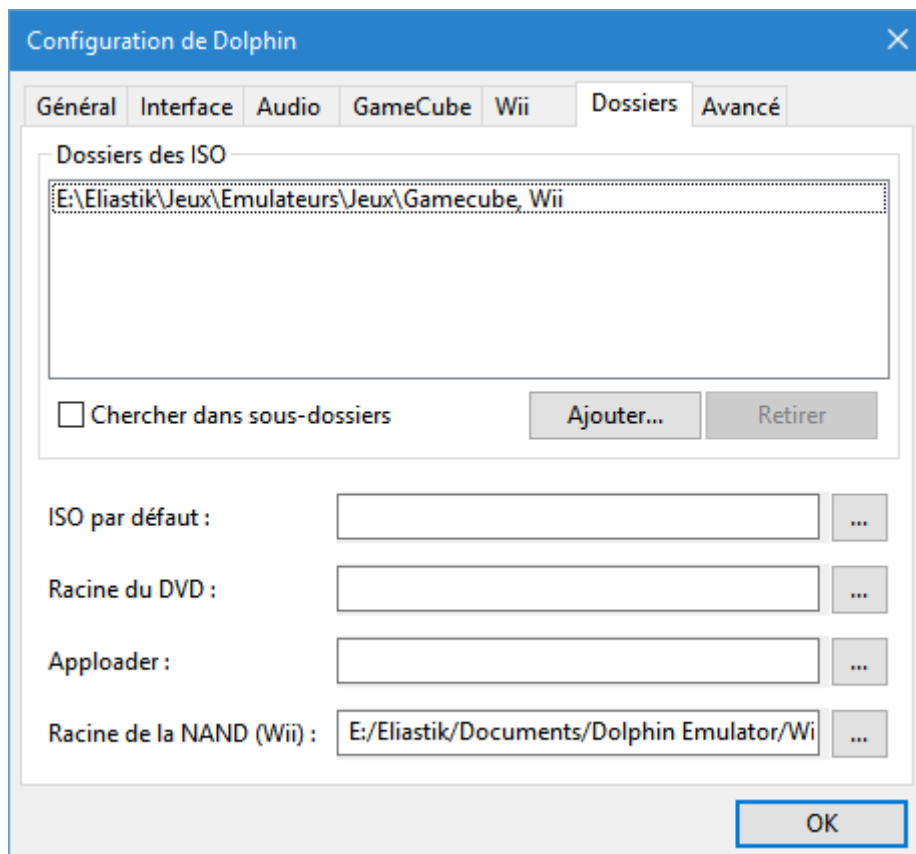 Configuration de Dolphin
Général Interface Audio GameCube Wii Dossiers Avancé
Dossiers des ISO
E:\Eliastik\Jeux\Emulateurs\Jeux\Gamecube, Wii
Chercher dans sous-dossiers Ajouter... Retirer
ISO par défaut : ...
Racine du DVD : ...
Apploader : ...
Racine de la NAND (Wii) : E:/Eliastik/Documents/Dolphin Emulator/Wi ...
OK